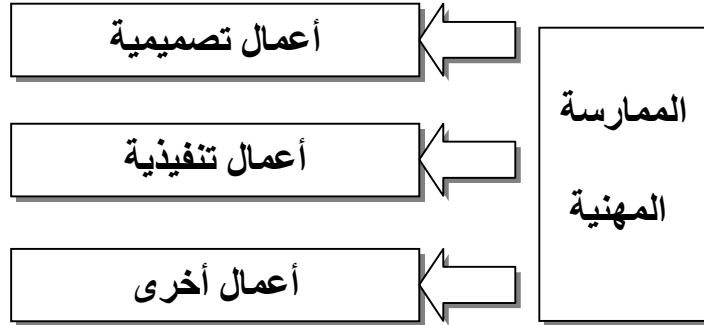 الممارسة
المهنية
أعمال تصميمية
أعمال تنفيذية
أعمال أخرى